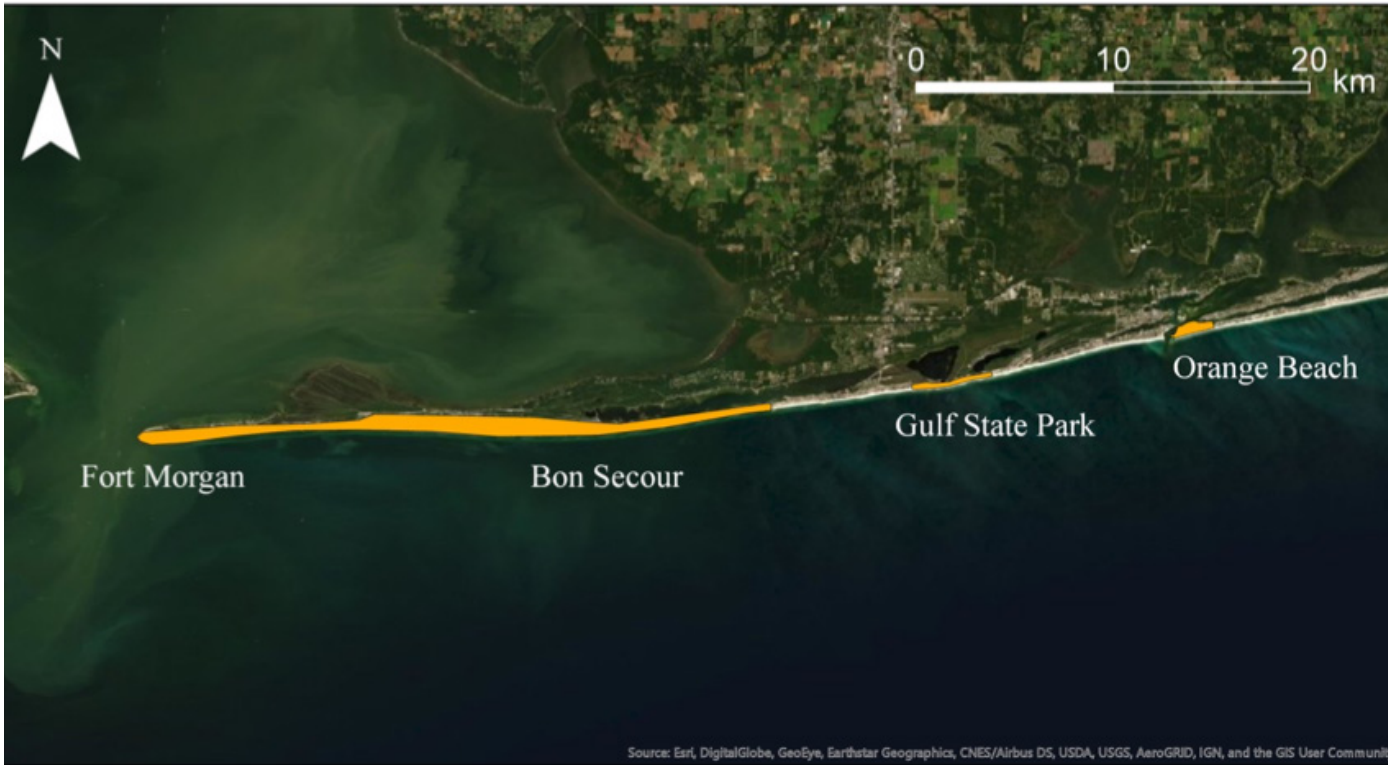 N
0 10 20
km
Orange Beach
Gulf State Park
Fort Morgan
Bon Secour
Source: Esri, DigitalGlobe, GeoEye, Earthstar Geographics, CNES/Airbus DS, USDA, USGS, AeroGRID, IGN, and the GIS User Communit